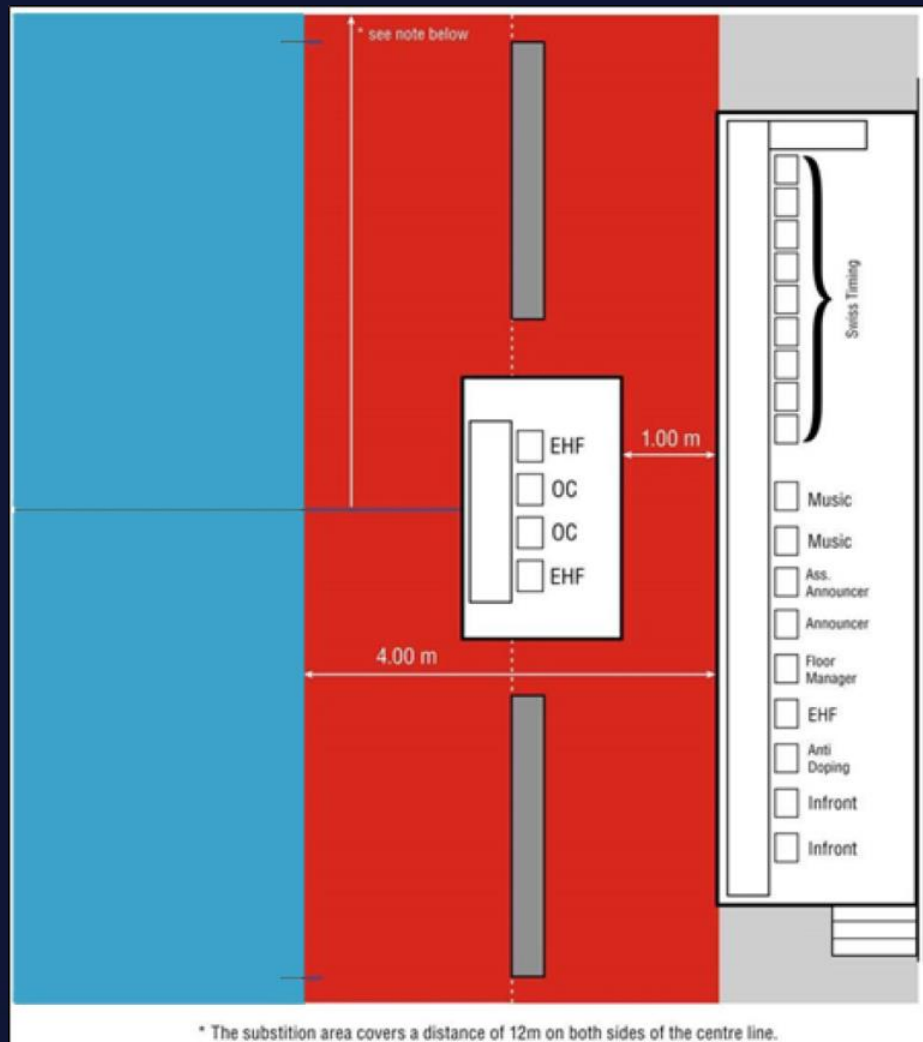 * see note below
Swiss Timing
1.00 m
EHF
OC
OC
EHF
4.00 m
Music
Music
Ass.
Announcer
Announcer
Floor
Manager
EHF
Anti
Doping
Infront
Infront
* The substition area covers a distance of 12m on both sides of the centre line.